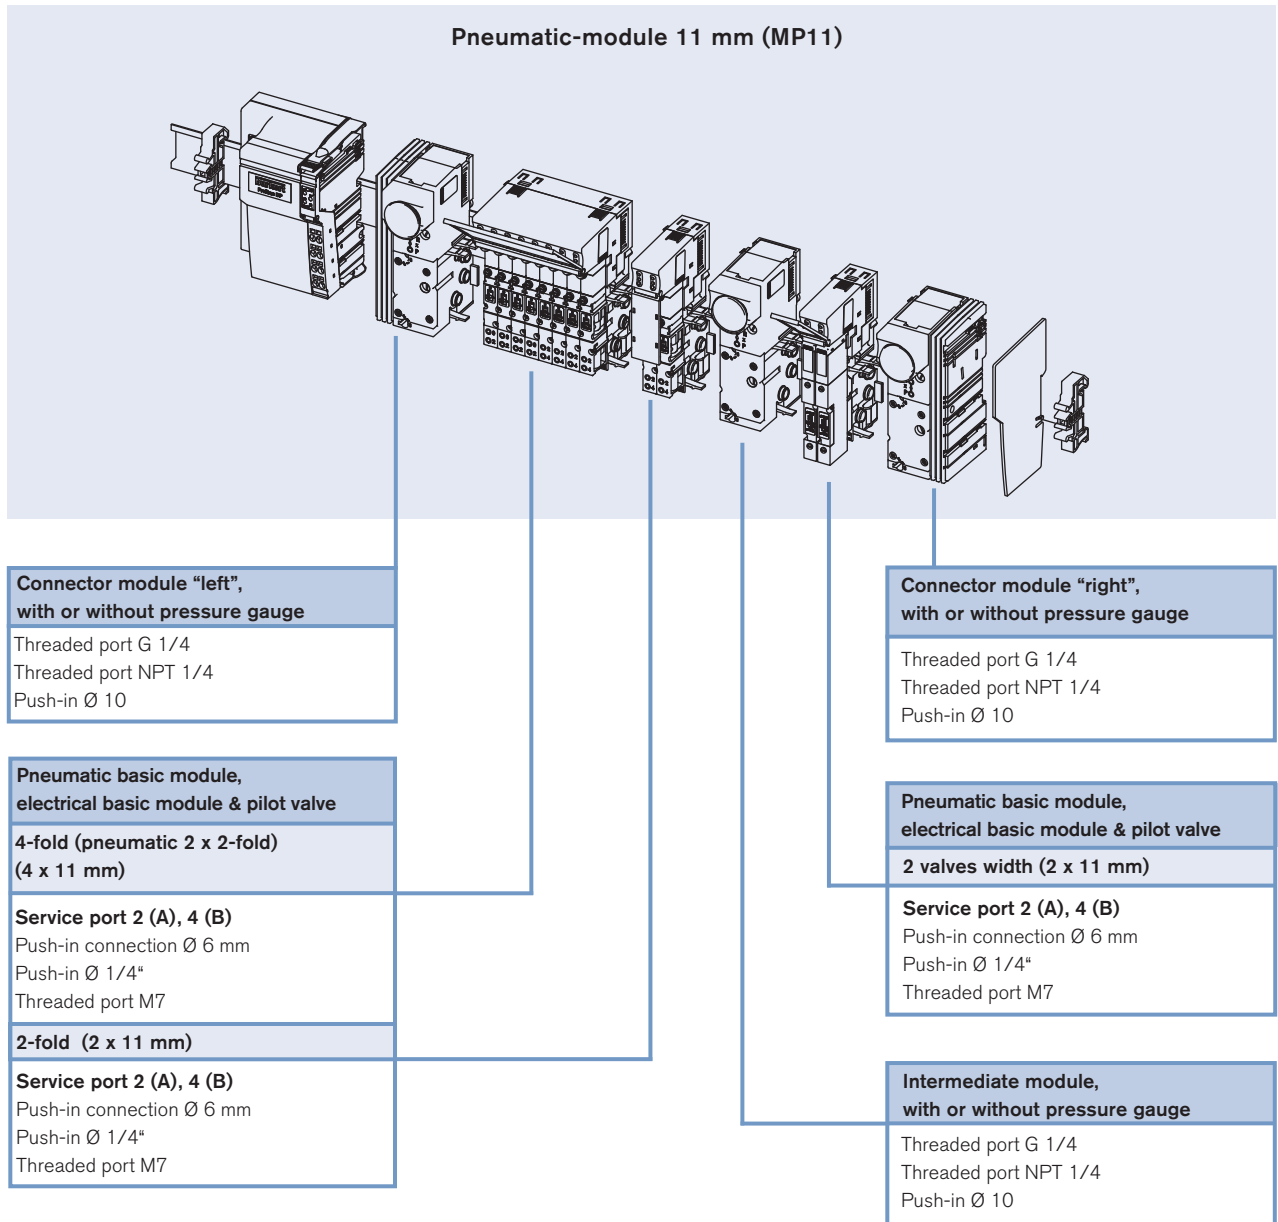 Pneumatic-module 11 mm (MP11)
Connector module “left”,
with or without pressure gauge
Threaded port G 1/4
Threaded port NPT 1/4
Push-in Ø 10
Pneumatic basic module,
electrical basic module & pilot valve
4-fold (pneumatic 2 x 2-fold)
(4 x 11 mm)
Service port 2 (A), 4 (B)
Push-in connection Ø 6 mm
Push-in Ø 1/4“
Threaded port M7
2-fold (2 x 11 mm)
Service port 2 (A), 4 (B)
Push-in connection Ø 6 mm
Push-in Ø 1/4“
Threaded port M7
Connector module “right”,
with or without pressure gauge
Threaded port G 1/4
Threaded port NPT 1/4
Push-in Ø 10
Pneumatic basic module,
electrical basic module & pilot valve
2 valves width (2 x 11 mm)
Service port 2 (A), 4 (B)
Push-in connection Ø 6 mm
Push-in Ø 1/4“
Threaded port M7
Intermediate module,
with or without pressure gauge
Threaded port G 1/4
Threaded port NPT 1/4
Push-in Ø 10